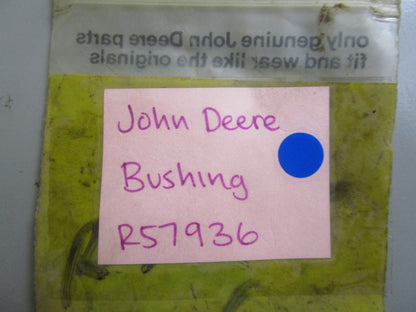 only genuine John Deere parts
fit and wear like the originals
John Deere
Bushing
R57936